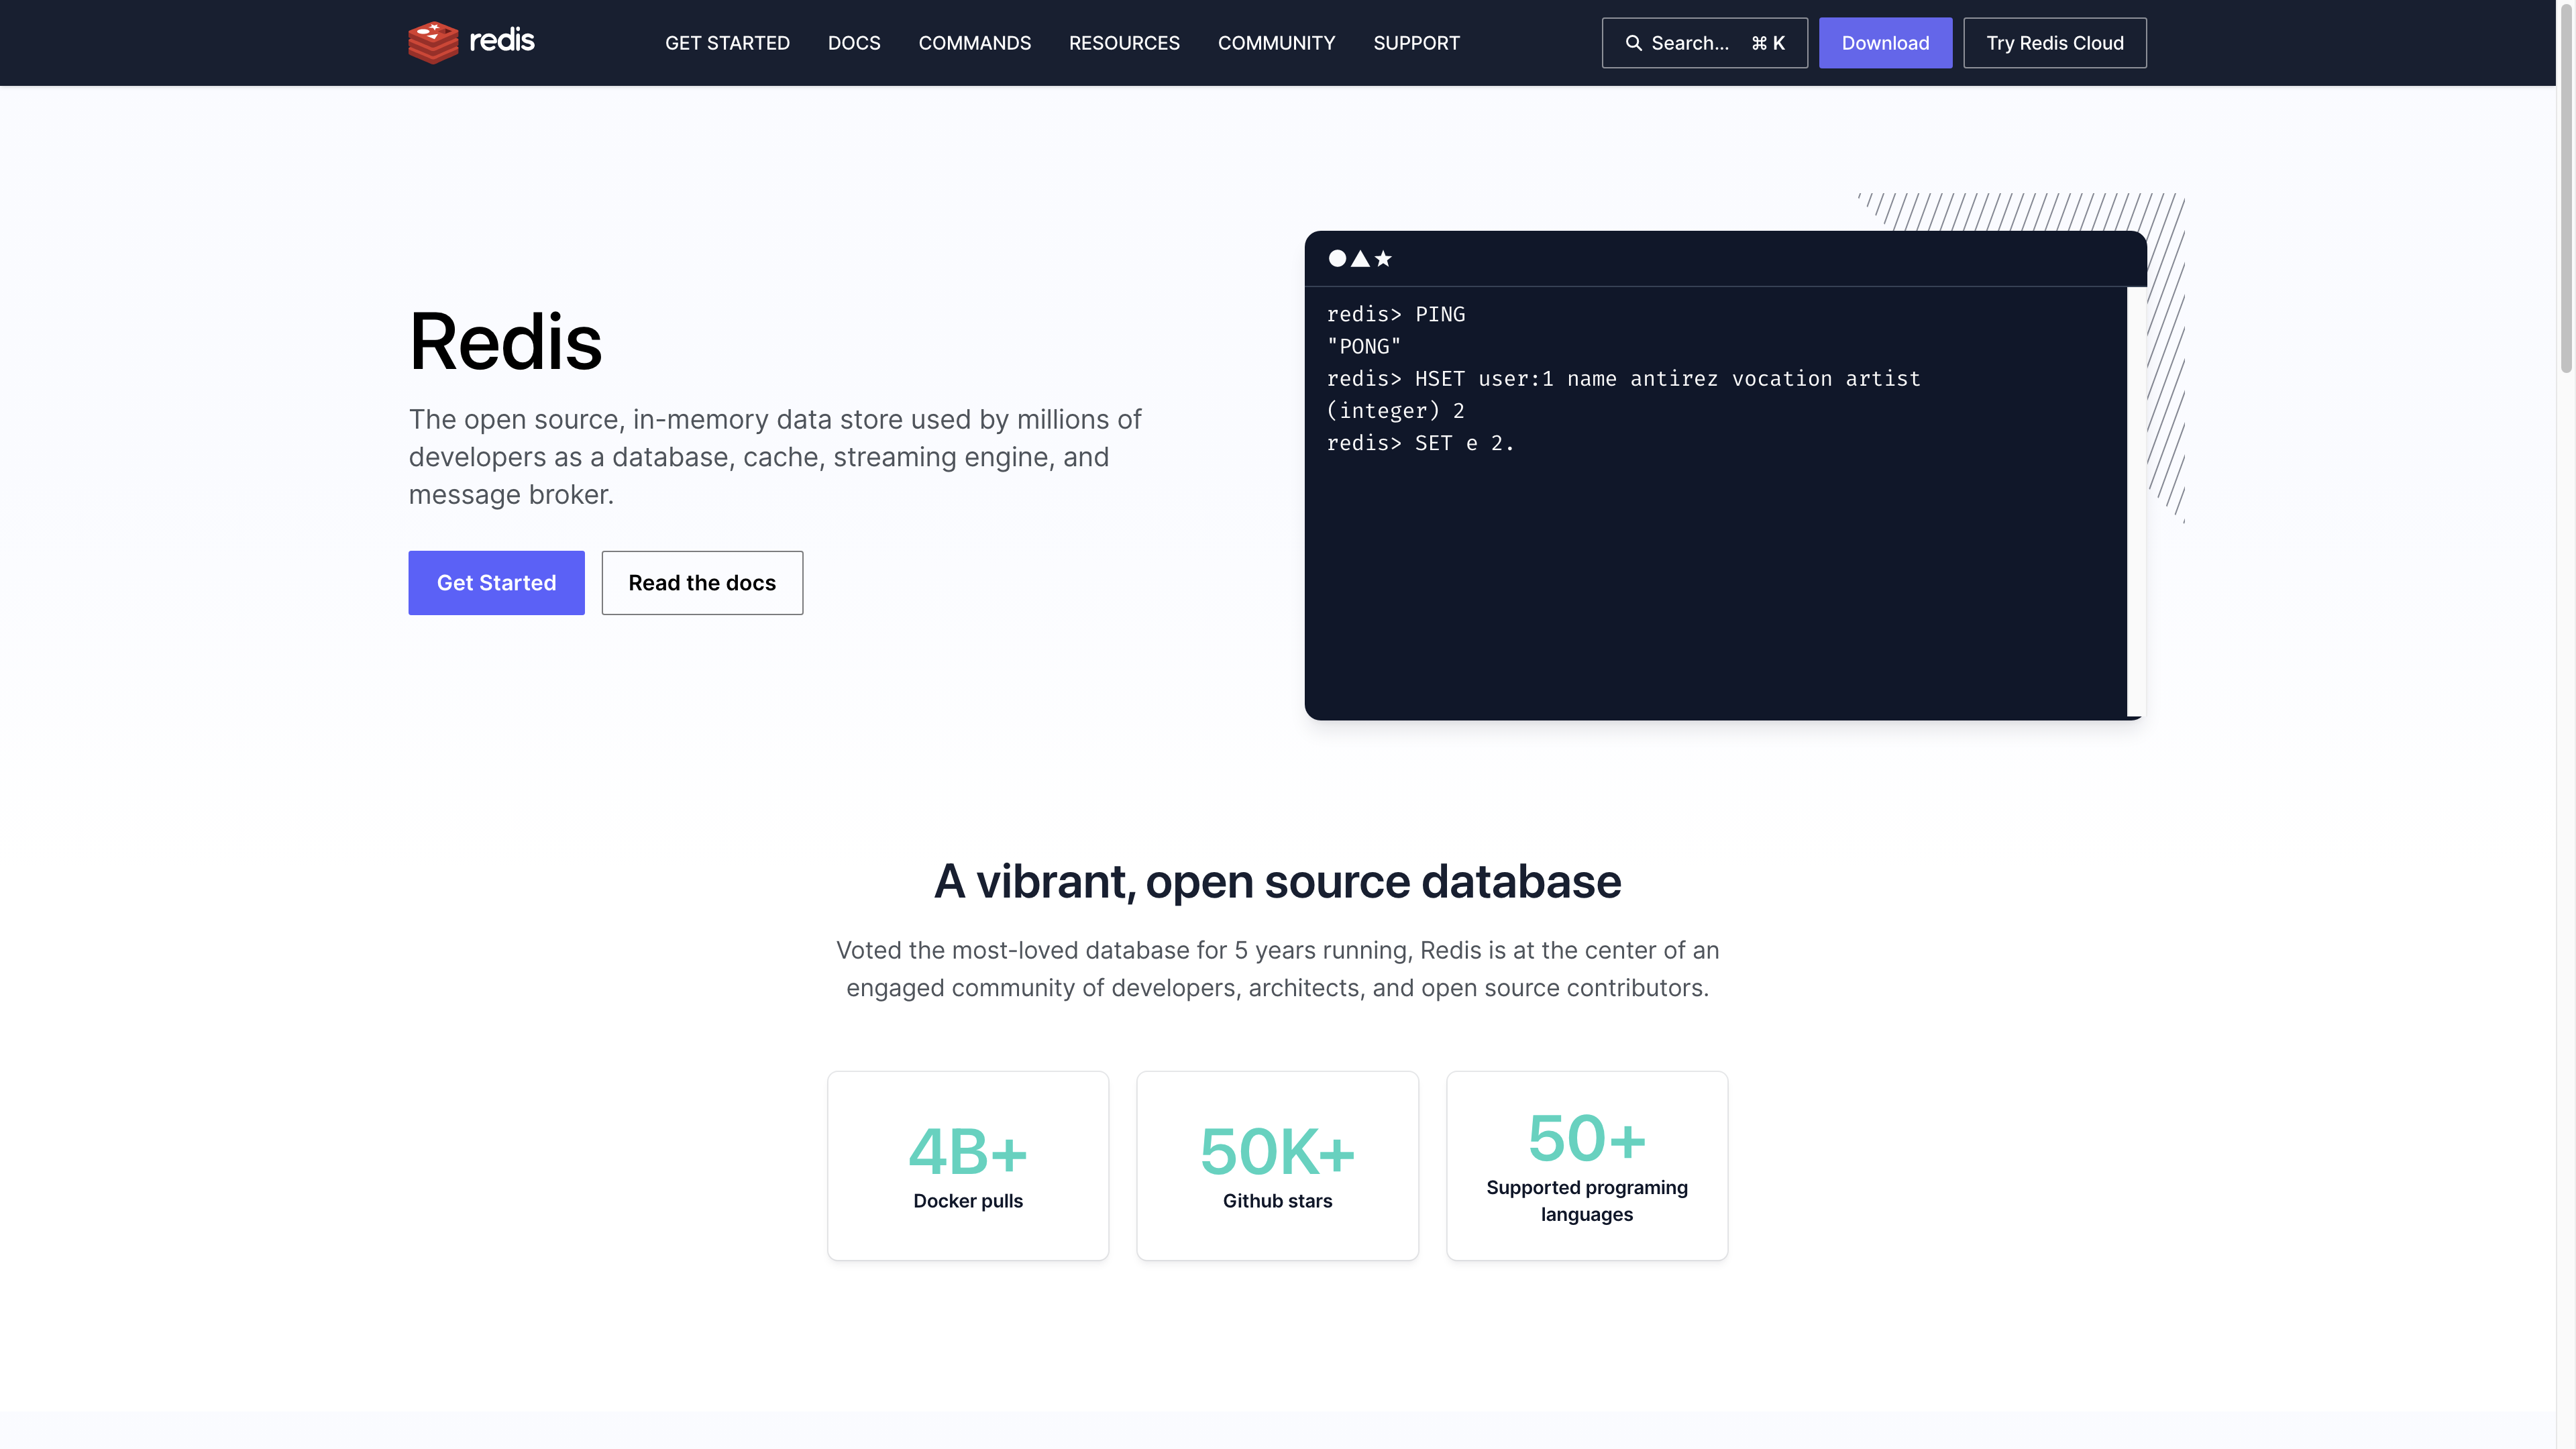 redis
GET STARTED
DOCS
COMMANDS
RESOURCES
COMMUNITY
SUPPORT
Search... ⌘ K
Download
Try Redis Cloud
Redis
The open source, in-memory data store used by millions of
developers as a database, cache, streaming engine, and
message broker.
Get Started
Read the docs
redis> PING
"PONG"
redis> HSET user:1 name antirez vocation artist
(integer) 2
redis> SET e 2.
A vibrant, open source database
Voted the most-loved database for 5 years running, Redis is at the center of an
engaged community of developers, architects, and open source contributors.
4B+
Docker pulls
50K+
Github stars
50+
Supported programing
languages